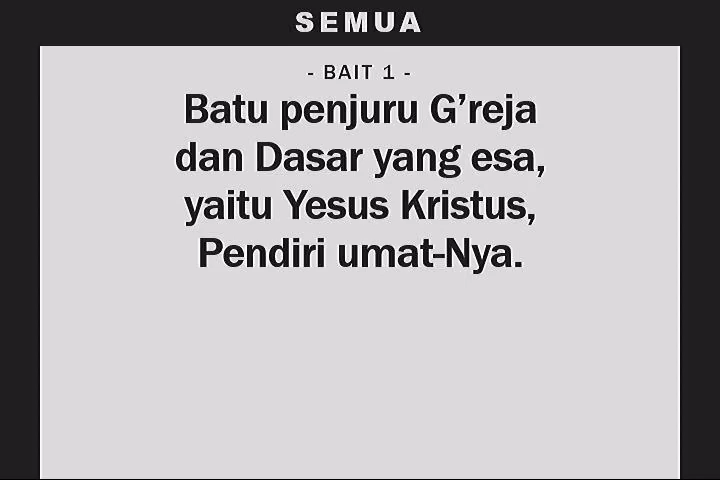 SEMUA
- BAIT 1 -
Batu penjuru G’reja
dan Dasar yang esa,
yaitu Yesus Kristus,
Pendiri umat-Nya.